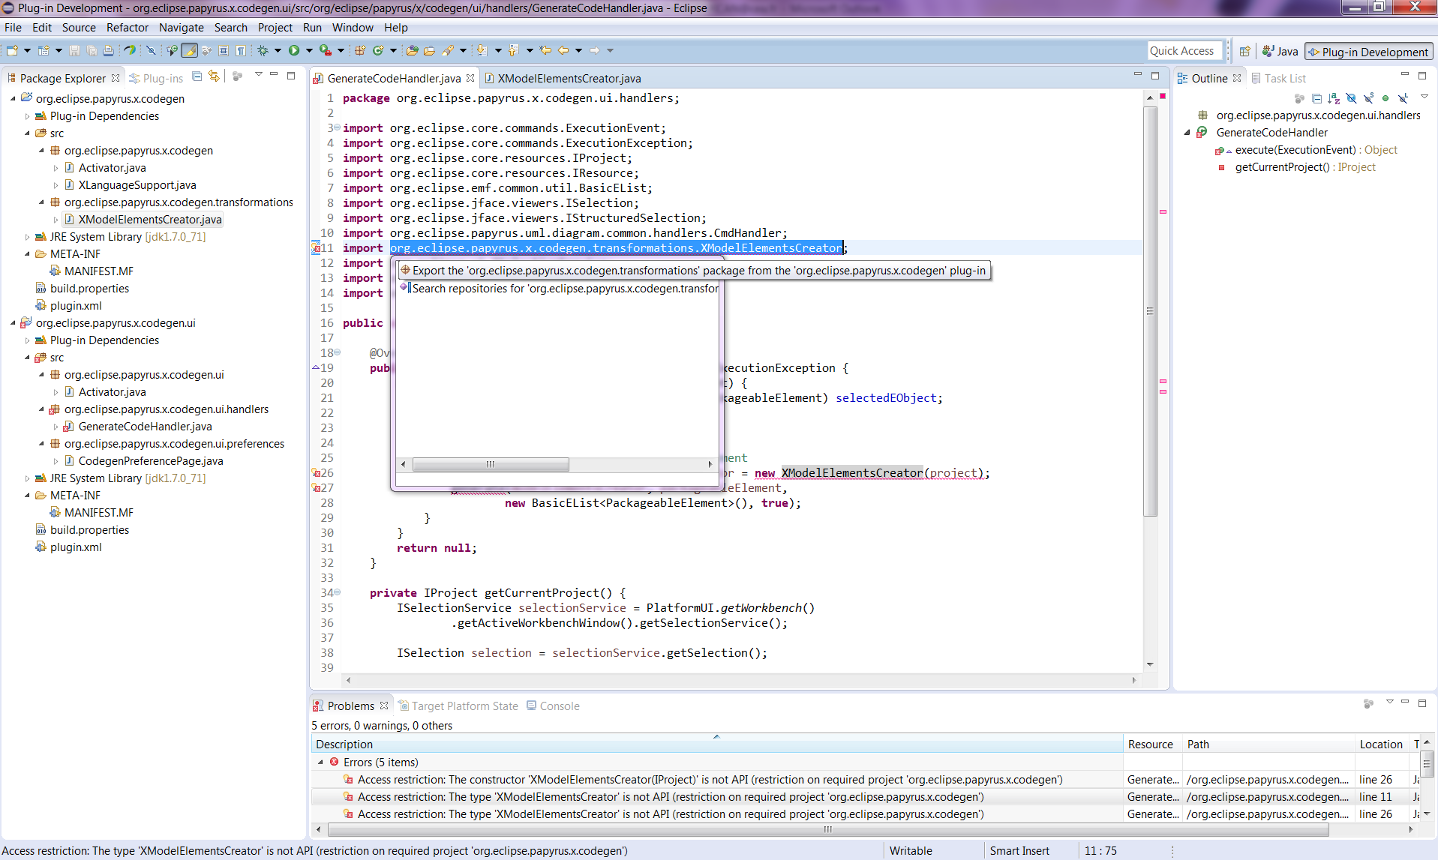 Plug-in Development - org.eclipse.papyrus.x.codegen.ui/src/org/eclipse/papyrus/x/codegen/ui/handlers/GenerateCodeHandler.java - Eclipse
File Edit Source Refactor Navigate Search Project Run Window Help
Quick Access Java Plug-in Development
Package Explorer Plug-ins
org.eclipse.papyrus.x.codegen
Plug-in Dependencies
src
org.eclipse.papyrus.x.codegen
Activator.java
XLanguageSupport.java
org.eclipse.papyrus.x.codegen.transformations
XModelElementsCreator.java
JRE System Library [jdk1.7.0_71]
META-INF
MANIFEST.MF
build.properties
plugin.xml
org.eclipse.papyrus.x.codegen.ui
Plug-in Dependencies
src
org.eclipse.papyrus.x.codegen.ui
Activator.java
org.eclipse.papyrus.x.codegen.ui.handlers
GenerateCodeHandler.java
org.eclipse.papyrus.x.codegen.ui.preferences
CodegenPreferencePage.java
JRE System Library [jdk1.7.0_71]
META-INF
MANIFEST.MF
build.properties
plugin.xml
GenerateCodeHandler.java XModelElementsCreator.java
1 package org.eclipse.papyrus.x.codegen.ui.handlers;
2
3 import org.eclipse.core.commands.ExecutionEvent;
4 import org.eclipse.core.commands.ExecutionException;
5 import org.eclipse.core.resources.IProject;
6 import org.eclipse.core.resources.IResource;
7 import org.eclipse.emf.common.util.BasicEList;
8 import org.eclipse.jface.viewers.ISelection;
9 import org.eclipse.jface.viewers.IStructuredSelection;
10 import org.eclipse.papyrus.uml.diagram.common.handlers.CmdHandler;
11 import org.eclipse.papyrus.x.codegen.transformations.XModelElementsCreator;
12 import
13 import
14 import
15
16 public
17
18 @Ov
19 pub xecutionException {
20 t) {
21 kageableElement) selectedEObject;
22
23
24
25 ment
26 or = new XModelElementsCreator(project);
27 eElement,
28 new BasicEList<PackageableElement>(), true);
29 }
30 }
31 return null;
32 }
33
34 private IProject getCurrentProject() {
35 ISelectionService selectionService = PlatformUI.getWorkbench()
36 .getActiveWorkbenchWindow().getSelectionService();
37
38 ISelection selection = selectionService.getSelection();
39
Export the 'org.eclipse.papyrus.x.codegen.transformations' package from the 'org.eclipse.papyrus.x.codegen' plug-in
Search repositories for 'org.eclipse.papyrus.x.codegen.transfor
Outline Task List
org.eclipse.papyrus.x.codegen.ui.handlers
GenerateCodeHandler
execute(ExecutionEvent) : Object
getCurrentProject() : IProject
Problems Target Platform State Console
5 errors, 0 warnings, 0 others
Description Resource Path Location T
Errors (5 items)
Access restriction: The constructor 'XModelElementsCreator(IProject)' is not API (restriction on required project 'org.eclipse.papyrus.x.codegen') Generate... /org.eclipse.papyrus.x.codegen.... line 26 Ja
Access restriction: The type 'XModelElementsCreator' is not API (restriction on required project 'org.eclipse.papyrus.x.codegen') Generate... /org.eclipse.papyrus.x.codegen.... line 11 Ja
Access restriction: The type 'XModelElementsCreator' is not API (restriction on required project 'org.eclipse.papyrus.x.codegen') Generate... /org.eclipse.papyrus.x.codegen.... line 26 Ja
Access restriction: The type 'XModelElementsCreator' is not API (restriction on required project 'org.eclipse.papyrus.x.codegen') Writable Smart Insert 11 : 75